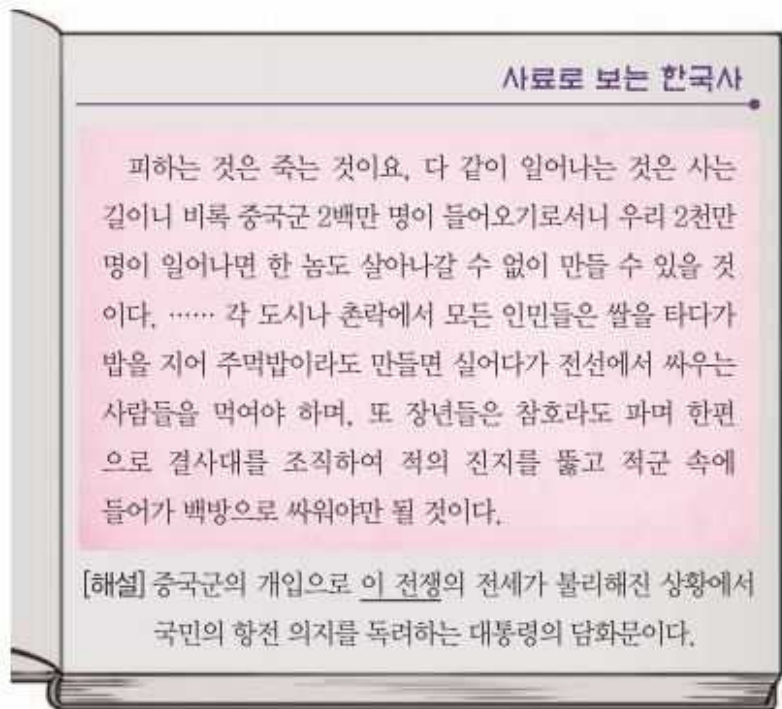 사료로 보는 한국사
피하는 것은 죽는 것이요, 다 같이 일어나는 것은 사는
길이니 비록 중국군 2백만 명이 들어오기로서니 우리 2천만
명이 일어나면 한 놈도 살아나갈 수 없이 만들 수 있을 것
이다. …… 각 도시나 촌락에서 모든 인민들은 쌀을 타다가
밥을 지어 주먹밥이라도 만들면 실어다가 전선에서 싸우는
사람들을 먹여야 하며, 또 장년들은 참호라도 파며 한편
으로 결사대를 조직하여 적의 진지를 뚫고 적군 속에
들어가 백방으로 싸워야만 될 것이다.
[해설] 중국군의 개입으로 이 전쟁의 전세가 불리해진 상황에서
국민의 항전 의지를 독려하는 대통령의 담화문이다.